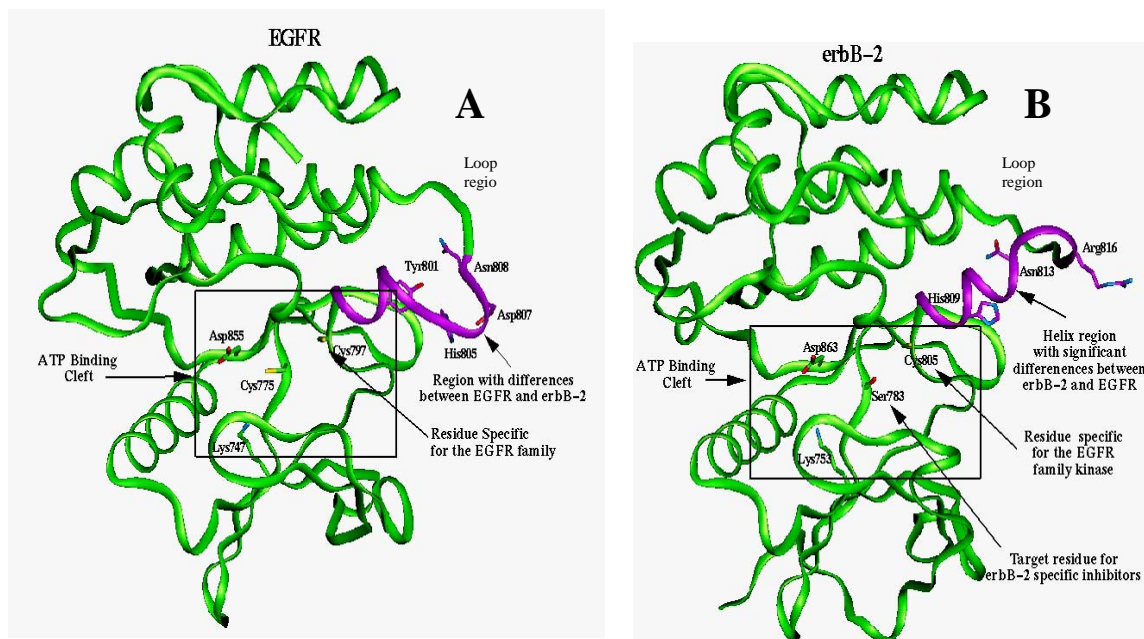 EGFR
A
Loop
regio
Asn808
Tyr801
Asp807
His805
Asp855
Cys797
ATP Binding
Cleft
Cys775
Region with differences
between EGFR and erbB-2
Lys747
Residue Specific
for the EGFR family
erbB-2
B
Loop
region
Arg816
Asn813
His809
Helix region
with significant
differenences between
erbB-2 and EGFR
Asp863
Cys805
ATP Binding
Cleft
Ser783
Lys753
Residue specific
for the EGFR
family kinase
Target residue for
erbB-2 specific inhibitors